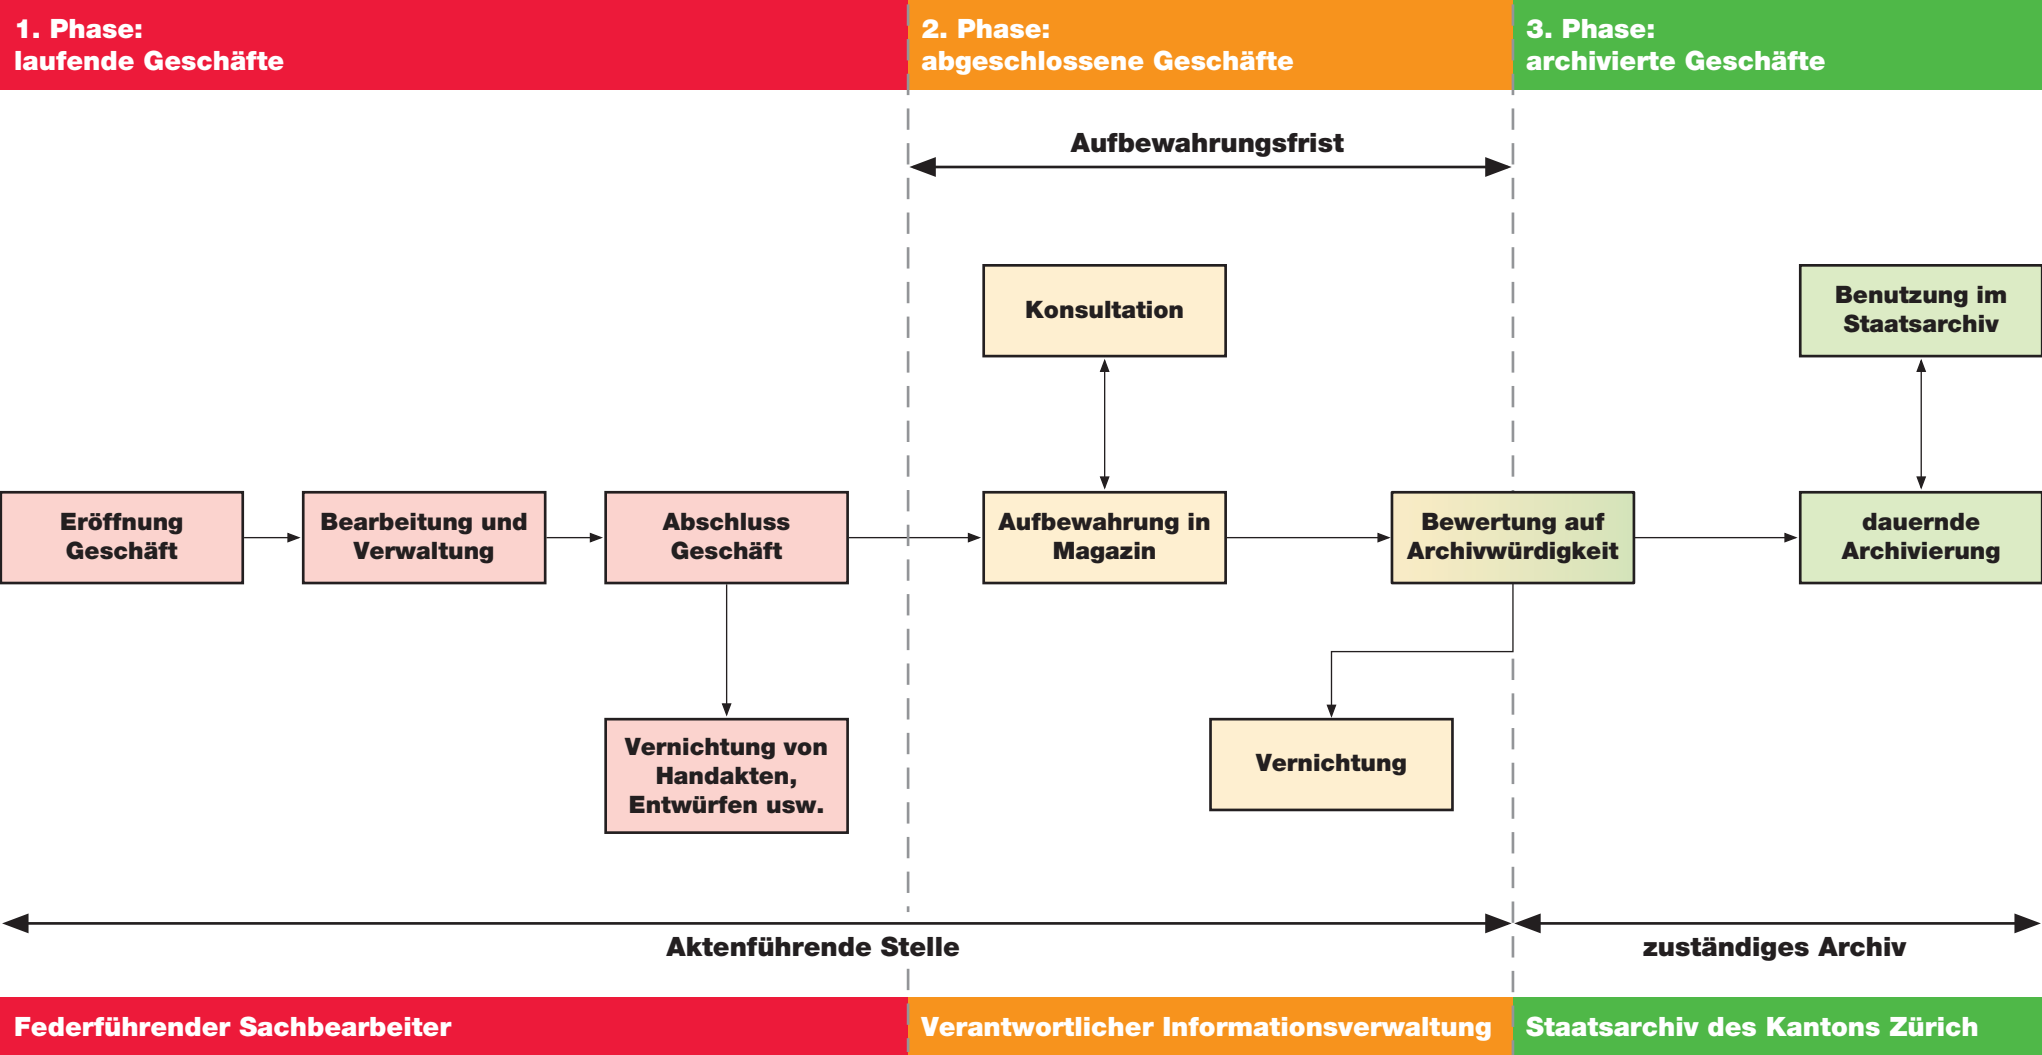 1. Phase:
laufende Geschäfte
2. Phase:
abgeschlossene Geschäfte
3. Phase:
archivierte Geschäfte
Aufbewahrungsfrist
Konsultation
Benutzung im
Staatsarchiv
Eröffnung
Geschäft
Bearbeitung und
Verwaltung
Abschluss
Geschäft
Aufbewahrung in
Magazin
Bewertung auf
Archivwürdigkeit
dauernde
Archivierung
Vernichtung von
Handakten,
Entwürfen usw.
Vernichtung
Aktenführende Stelle
zuständiges Archiv
Federführender Sachbearbeiter
Verantwortlicher Informationsverwaltung
Staatsarchiv des Kantons Zürich